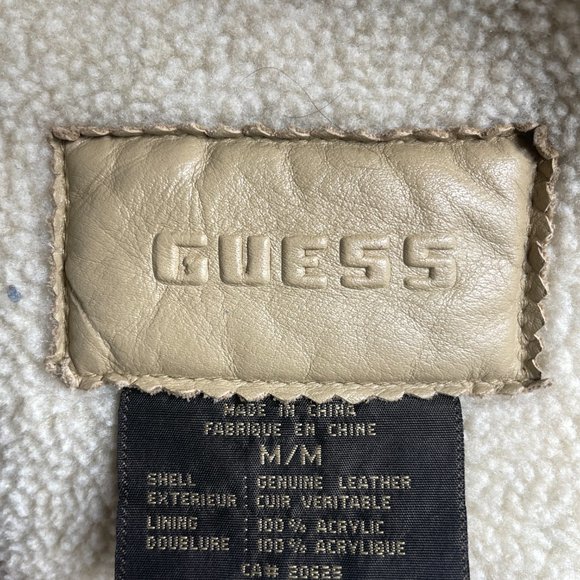 GUESS
MADE IN CHINA
FABRIQUE EN CHINE
M/M
SHELL : GENUINE LEATHER
EXTERIEUR : CUIR VERITABLE
LINING : 100% ACRYLIC
DOUBLURE : 100% ACRYLIQUE
CA# 20625